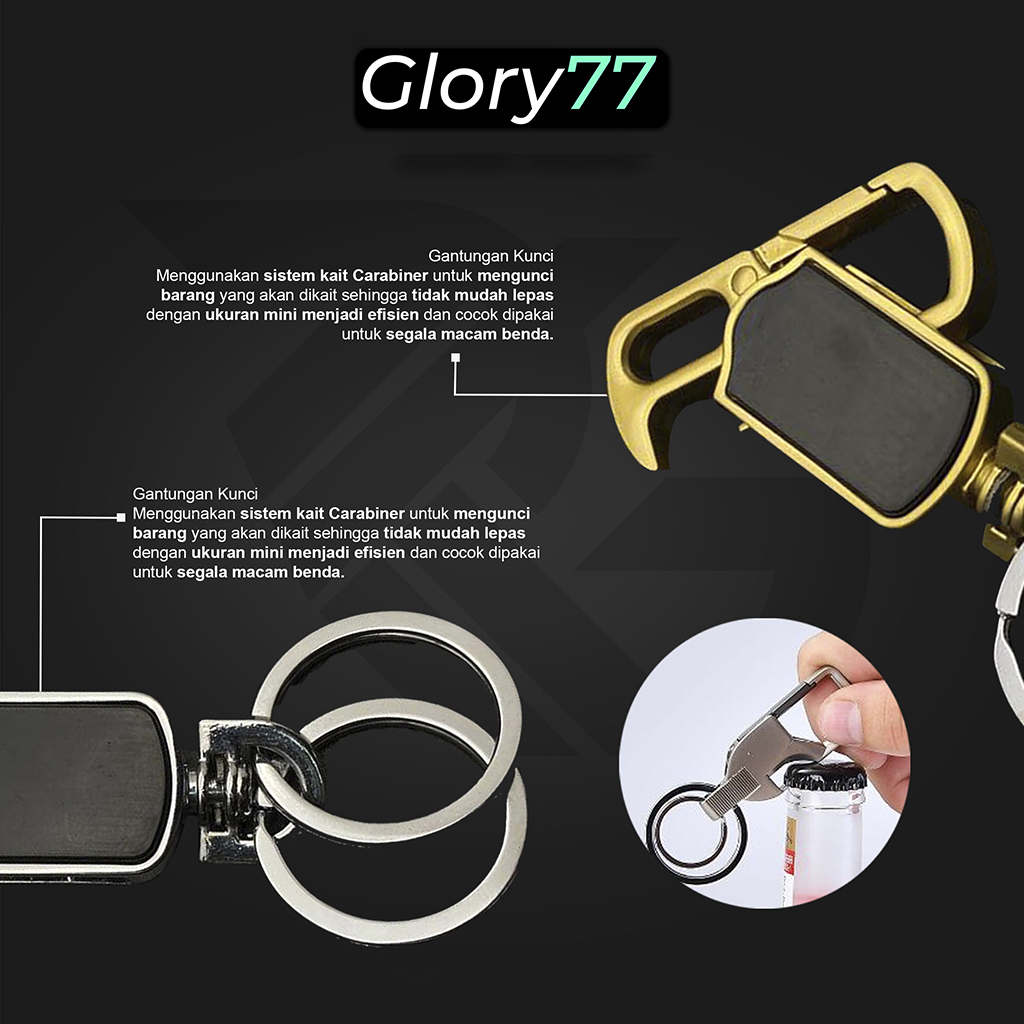 Glory77
Gantungan Kunci
Menggunakan sistem kait Carabiner untuk mengunci
barang yang akan dikait sehingga tidak mudah lepas
dengan ukuran mini menjadi efisien dan cocok dipakai
untuk segala macam benda.
Gantungan Kunci
Menggunakan sistem kait Carabiner untuk mengunci
barang yang akan dikait sehingga tidak mudah lepas
dengan ukuran mini menjadi efisien dan cocok dipakai
untuk segala macam benda.